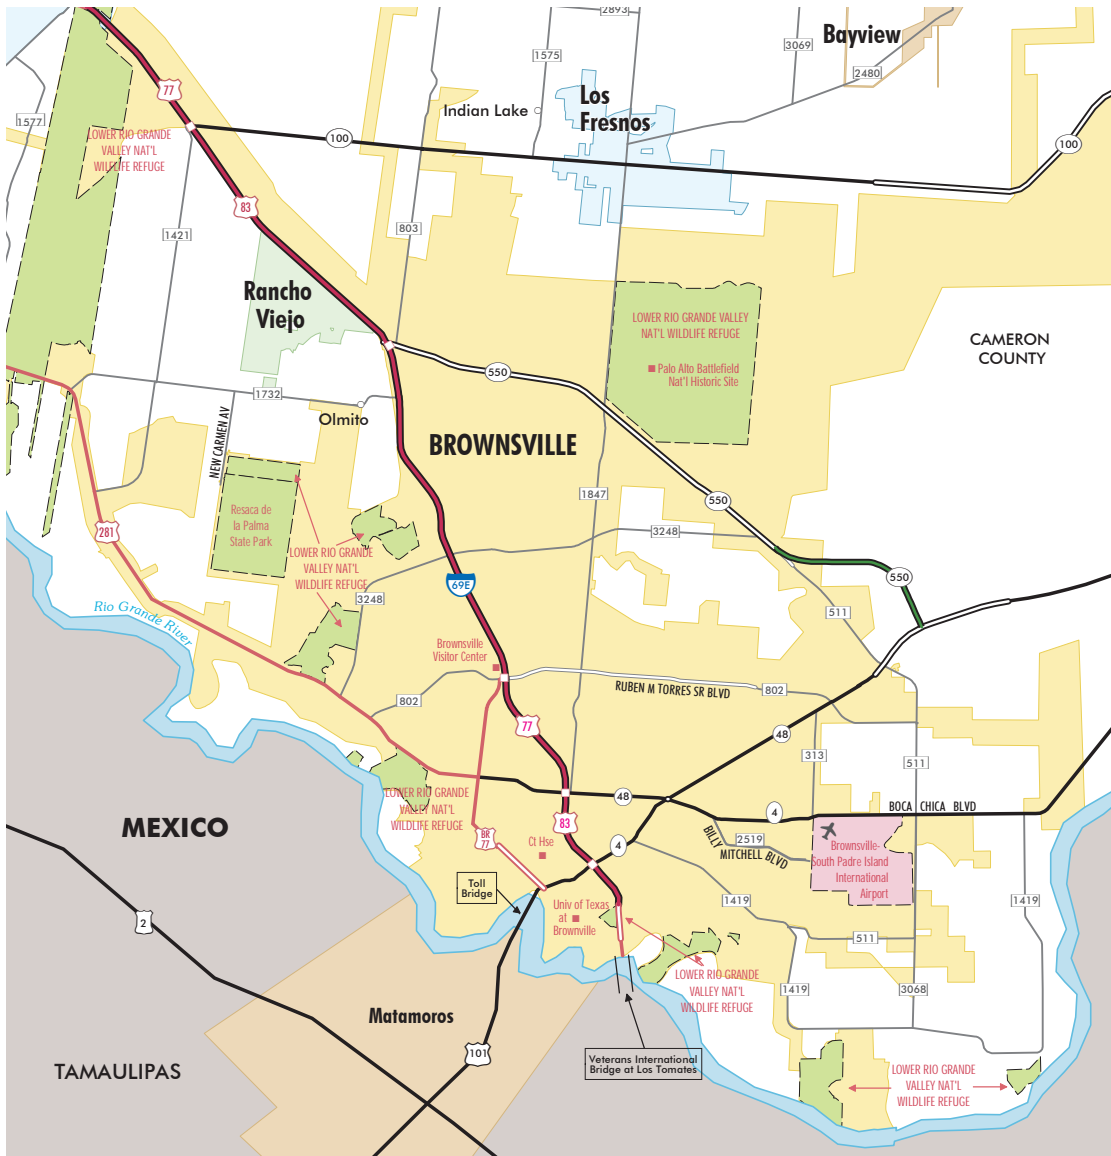 2893
Bayview
3069
1575
2480
77
Indian Lake
Los
Fresnos
1577
LOWER RIO GRANDE
VALLEY NAT'L
WILDLIFE REFUGE
100
100
83
803
1421
Rancho
Viejo
LOWER RIO GRANDE VALLEY
NAT'L WILDLIFE REFUGE
CAMERON
COUNTY
Palo Alto Battlefield
Nat'l Historic Site
550
1732
Olmito
NEW CARMEN AV
BROWNSVILLE
1847
550
Resaca de
la Palma
State Park
281
3248
LOWER RIO GRANDE
VALLEY NAT'L
WILDLIFE REFUGE
69E
550
3248
511
Rio Grande River
Brownsville
Visitor Center
RUBEN M TORRES SR BLVD
802
802
77
48
313
511
48
4
BOCA CHICA BLVD
LOWER RIO GRANDE
VALLEY NAT'L
WILDLIFE REFUGE
MEXICO
83
BR
77
Ct Hse
4
BILLY
MITCHELL BLVD
2519
Brownsville-
South Padre Island
International
Airport
Toll
Bridge
Univ of Texas
at
Brownville
1419
1419
2
511
LOWER RIO GRANDE
VALLEY NAT'L
WILDLIFE REFUGE
1419
3068
Matamoros
101
Veterans International
Bridge at Los Tomates
TAMAULIPAS
LOWER RIO GRANDE
VALLEY NAT'L
WILDLIFE REFUGE